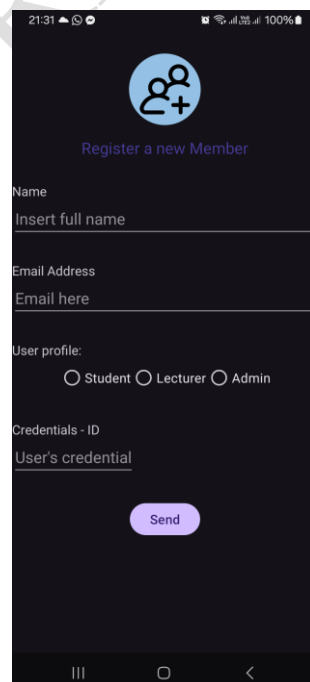 21:31 100%
Register a new Member
Name
Insert full name
Email Address
Email here
User profile:
Student Lecturer Admin
Credentials - ID
User's credential
Send